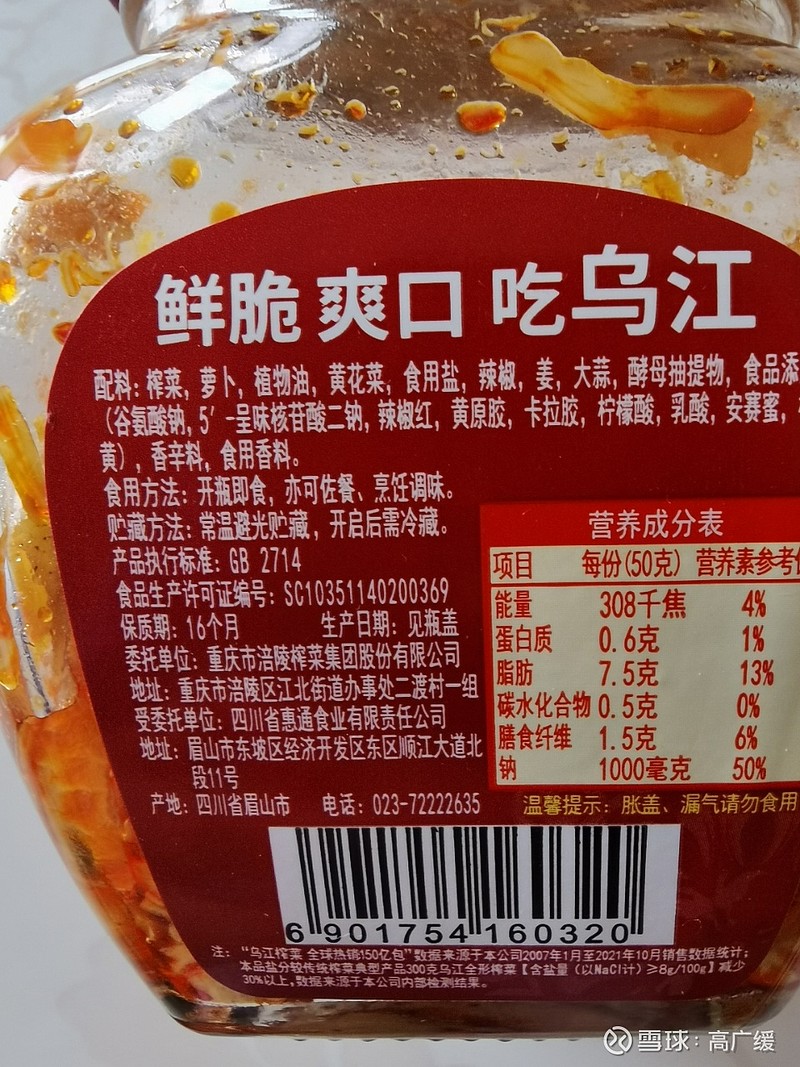 鲜脆 爽口 吃乌江
配料: 榨菜, 萝卜, 植物油, 黄花菜, 食用盐, 辣椒, 姜, 大蒜, 酵母抽提物, 食品添
(谷氨酸钠, 5′-呈味核苷酸二钠, 辣椒红, 黄原胶, 卡拉胶, 柠檬酸, 乳酸, 安赛蜜,
黄), 香辛料, 食用香料。
食用方法: 开瓶即食, 亦可佐餐、烹饪调味。
贮藏方法: 常温避光贮藏, 开启后需冷藏。
产品执行标准: GB 2714
食品生产许可证编号: SC10351140200369
保质期: 16个月 生产日期: 见瓶盖
委托单位: 重庆市涪陵榨菜集团股份有限公司
地址: 重庆市涪陵区江北街道办事处二渡村一组
受委托单位: 四川省惠通食业有限责任公司
地址: 眉山市东坡区经济开发区东区顺江大道北
段11号
产地: 四川省眉山市 电话: 023-72222635
营养成分表
项目 每份(50克) 营养素参考
能量 308千焦 4%
蛋白质 0.6克 1%
脂肪 7.5克 13%
碳水化合物 0.5克 0%
膳食纤维 1.5克 6%
钠 1000毫克 50%
温馨提示: 胀盖、漏气请勿食用
6 901754 160320
注: “乌江榨菜 全球热销150亿包”数据来源于本公司2007年1月至2021年10月销售数据统计;
本品盐分较传统榨菜典型产品300克乌江全形榨菜【含盐量(以NaCl计)≥8g/100g】减少
30%以上, 数据来源于本公司内部检测结果。
雪球: 高广缓